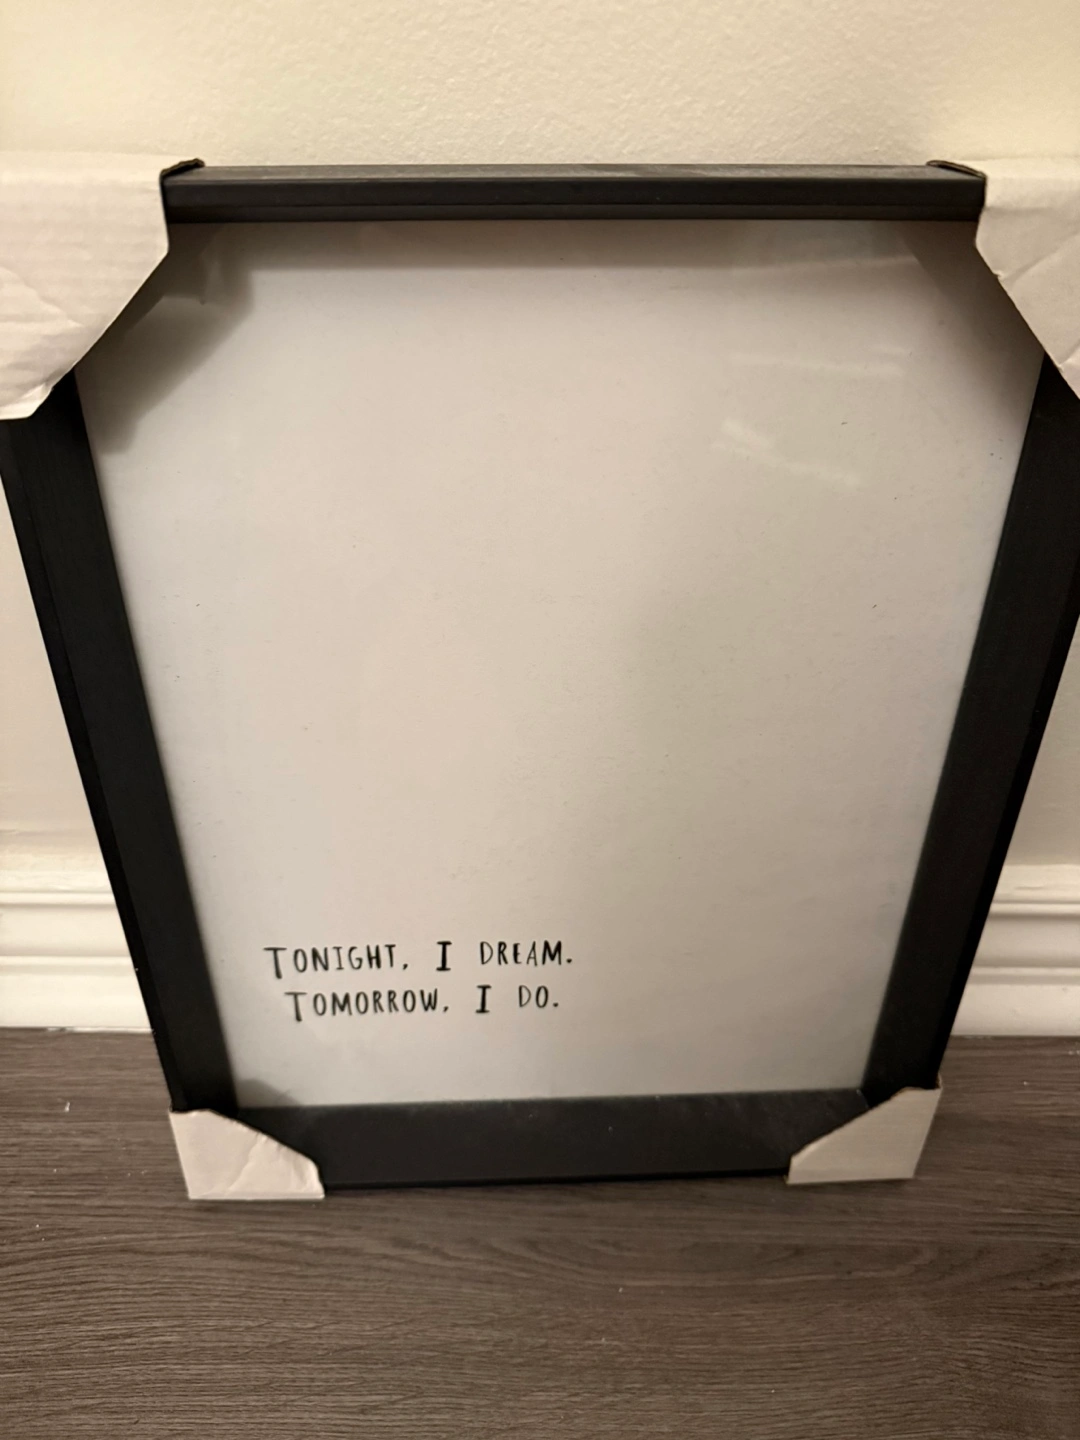 TONIGHT, I DREAM.
TOMORROW, I DO.